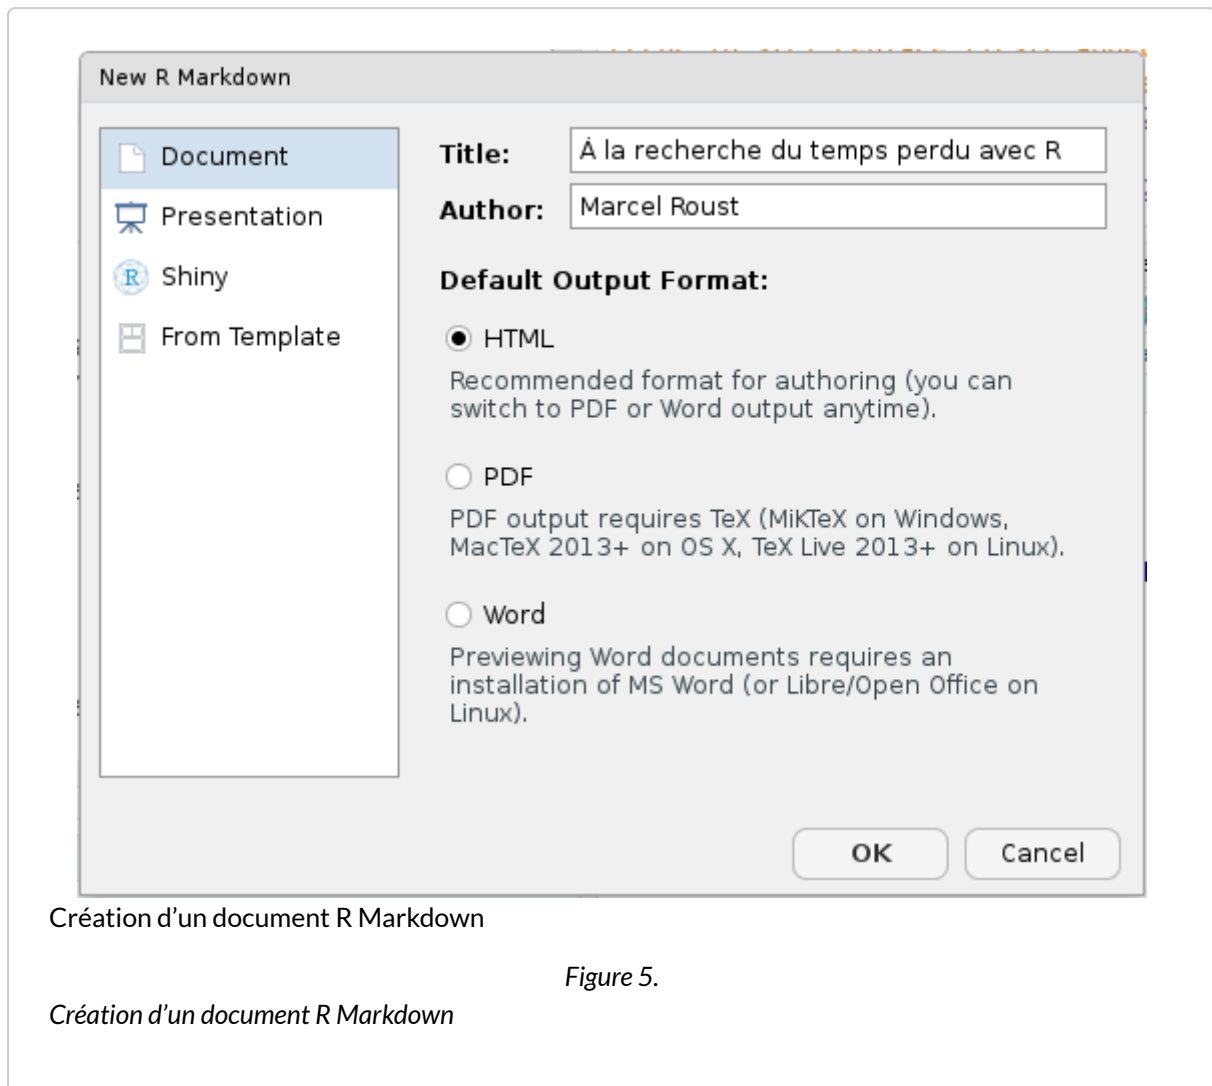 New R Markdown
Document
Presentation
Shiny
From Template
Title: Á la recherche du temps perdu avec R
Author: Marcel Roust
Default Output Format:
HTML
Recommended format for authoring (you can
switch to PDF or Word output anytime).
PDF
PDF output requires TeX (MiKTeX on Windows,
MacTeX 2013+ on OS X, TeX Live 2013+ on Linux).
Word
Previewing Word documents requires an
installation of MS Word (or Libre/Open Office on
Linux).
OK Cancel
Création d’un document R Markdown
Figure 5.
Création d’un document R Markdown